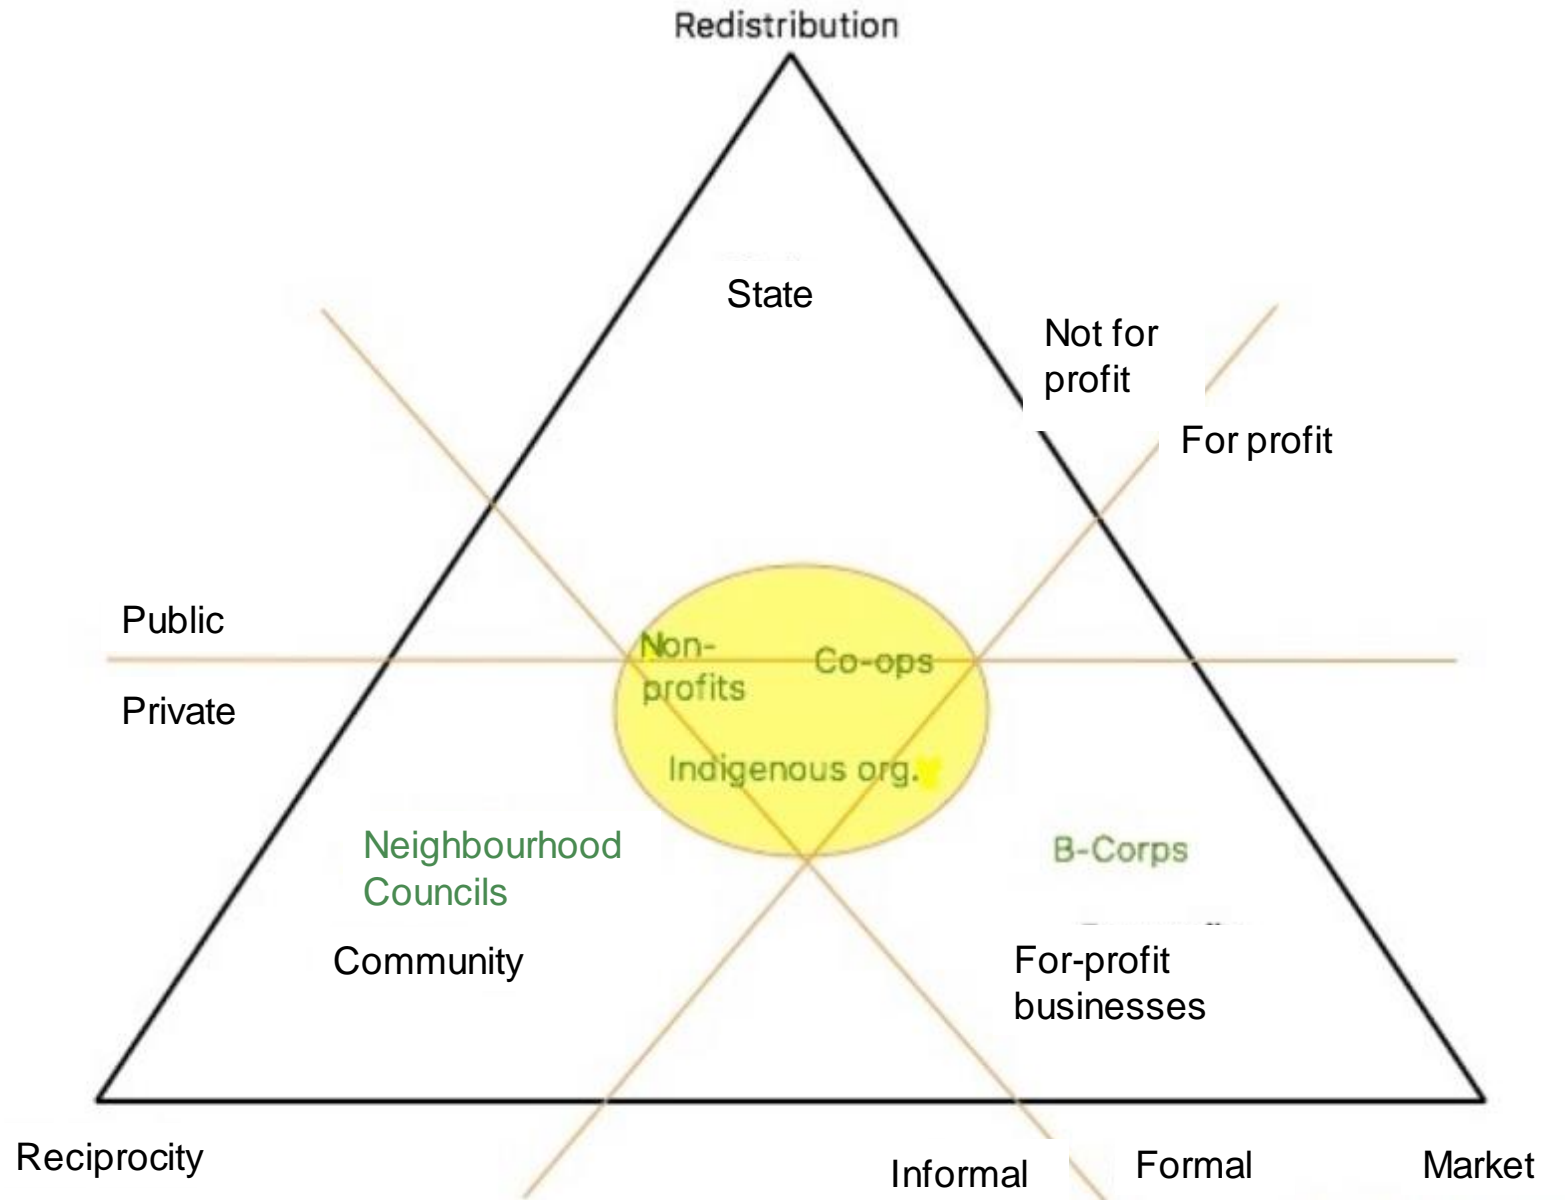 Redistribution
State
Not for
profit
For profit
Public
Private
Non-
profits
Co-ops
Indigenous org.
Neighbourhood
Councils
B-Corps
Community
For-profit
businesses
Reciprocity
Informal
Formal
Market